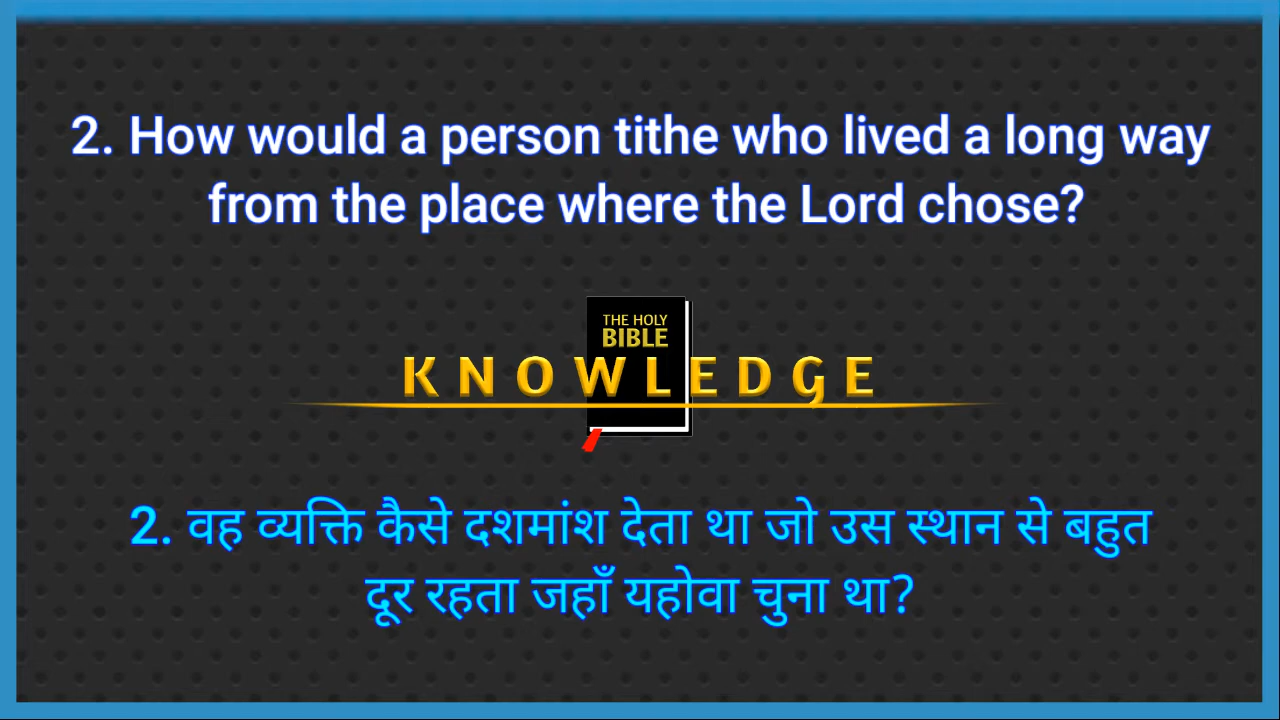 2. How would a person tithe who lived a long way
from the place where the Lord chose?
THE HOLY
BIBLE
KNOWLEDGE
2. वह व्यक्ति कैसे दशमांश देता था जो उस स्थान से बहुत
दूर रहता जहाँ यहोवा चुना था?